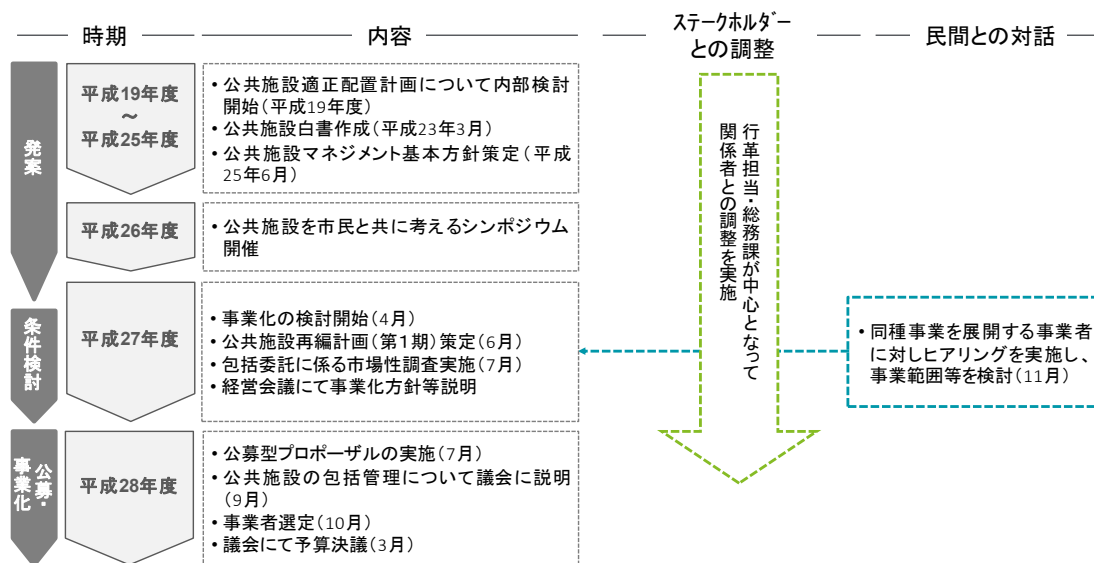 時期
内容
ステークホルダー
との調整
民間との対話
発案
平成19年度
～
平成25年度
・公共施設適正配置計画について内部検討
開始(平成19年度)
・公共施設白書作成(平成23年3月)
・公共施設マネジメント基本方針策定(平成
25年6月)
平成26年度
・公共施設を市民と共に考えるシンポジウム
開催
条件検討
平成27年度
・事業化の検討開始(4月)
・公共施設再編計画(第1期)策定(6月)
・包括委託に係る市場性調査実施(7月)
・経営会議にて事業化方針等説明
公募・
事業化
平成28年度
・公募型プロポーザルの実施(7月)
・公共施設の包括管理について議会に説明
(9月)
・事業者選定(10月)
・議会にて予算決議(3月)
行革担当・総務課が中心となって
関係者との調整を実施
・同種事業を展開する事業者
に対しヒアリングを実施し、
事業範囲等を検討(11月)